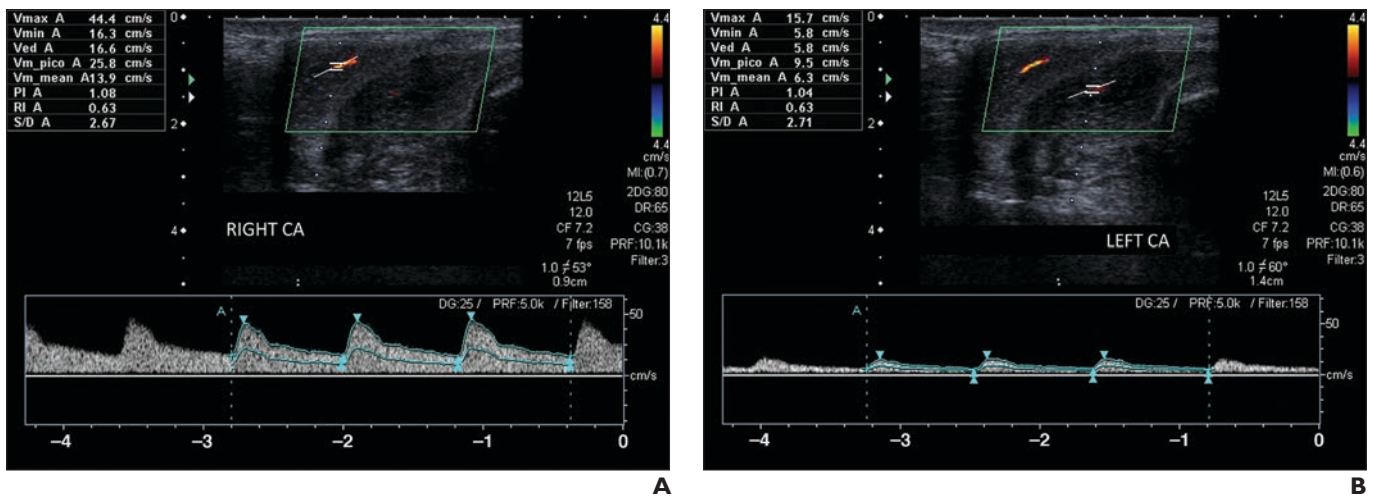 Vmax A 44.4 cm/s
Vmin A 16.3 cm/s
Ved A 16.6 cm/s
Vm_pico A 25.8 cm/s
Vm_mean A13.9 cm/s
PI A 1.08
RI A 0.63
S/D A 2.67
0
2
4
4.4
4.4
cm/s
MI:(0.7)
2DG:80
DR:65
CG:38
PRF:10.1k
Filter:3
12L5
12.0
CF 7.2
7 fps
1.0 ≠ 53°
0.9cm
RIGHT CA
A
DG:25 / PRF:5.0k / Filter:158
50
cm/s
-4
-3
-2
-1
0
A
Vmax A 15.7 cm/s
Vmin A 5.8 cm/s
Ved A 5.8 cm/s
Vm_pico A 9.5 cm/s
Vm_mean A 6.3 cm/s
PI A 1.04
RI A 0.63
S/D A 2.71
0
2
4
4.4
4.4
cm/s
MI:(0.6)
2DG:80
DR:65
CG:38
PRF:10.1k
Filter:3
12L5
12.0
CF 7.2
7 fps
1.0 ≠ 60°
1.4cm
LEFT CA
A
DG:25 / PRF:5.0k / Filter:158
50
cm/s
-4
-3
-2
-1
0
B